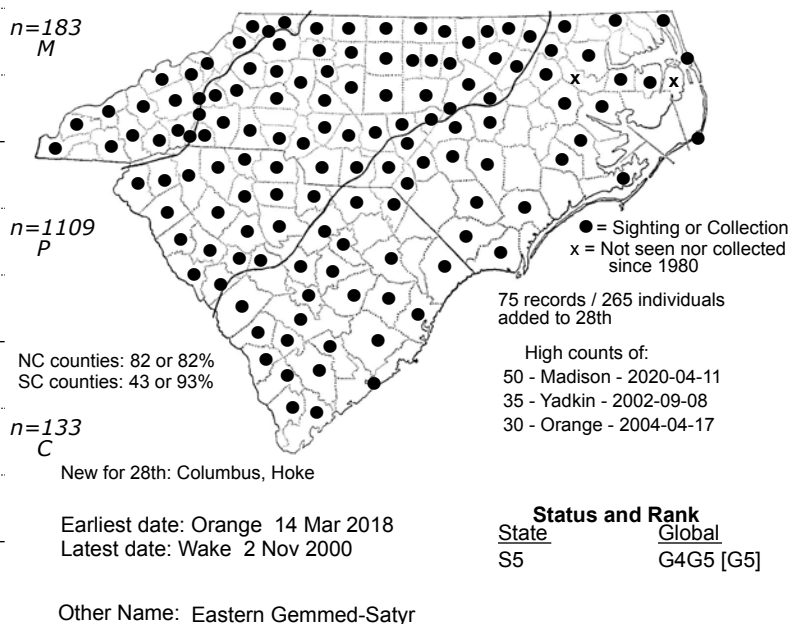 n=183
M
n=1109
P
n=133
C
x
x
● = Sighting or Collection
x = Not seen nor collected
since 1980
75 records / 265 individuals
added to 28th
High counts of:
50 - Madison - 2020-04-11
35 - Yadkin - 2002-09-08
30 - Orange - 2004-04-17
NC counties: 82 or 82%
SC counties: 43 or 93%
New for 28th: Columbus, Hoke
Earliest date: Orange 14 Mar 2018
Latest date: Wake 2 Nov 2000
Status and Rank
State Global
S5 G4G5 [G5]
Other Name: Eastern Gemmed-Satyr